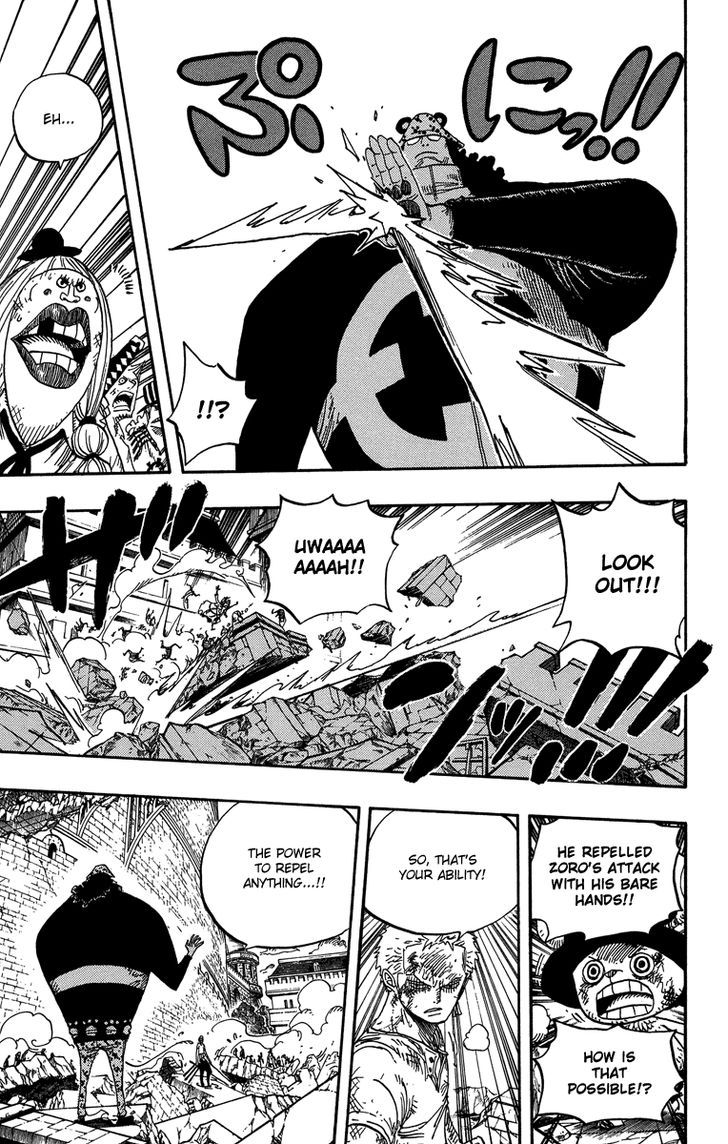 ぷにっ!!
!!?
EH...
LOOK
OUT!!!
UWAAAA
AAAAH!!
HE REPELLED
ZORO'S ATTACK
WITH HIS BARE
HANDS!!
HOW IS
THAT
POSSIBLE!?
SO, THAT'S
YOUR ABILITY!
THE POWER
TO REPEL
ANYTHING...!!